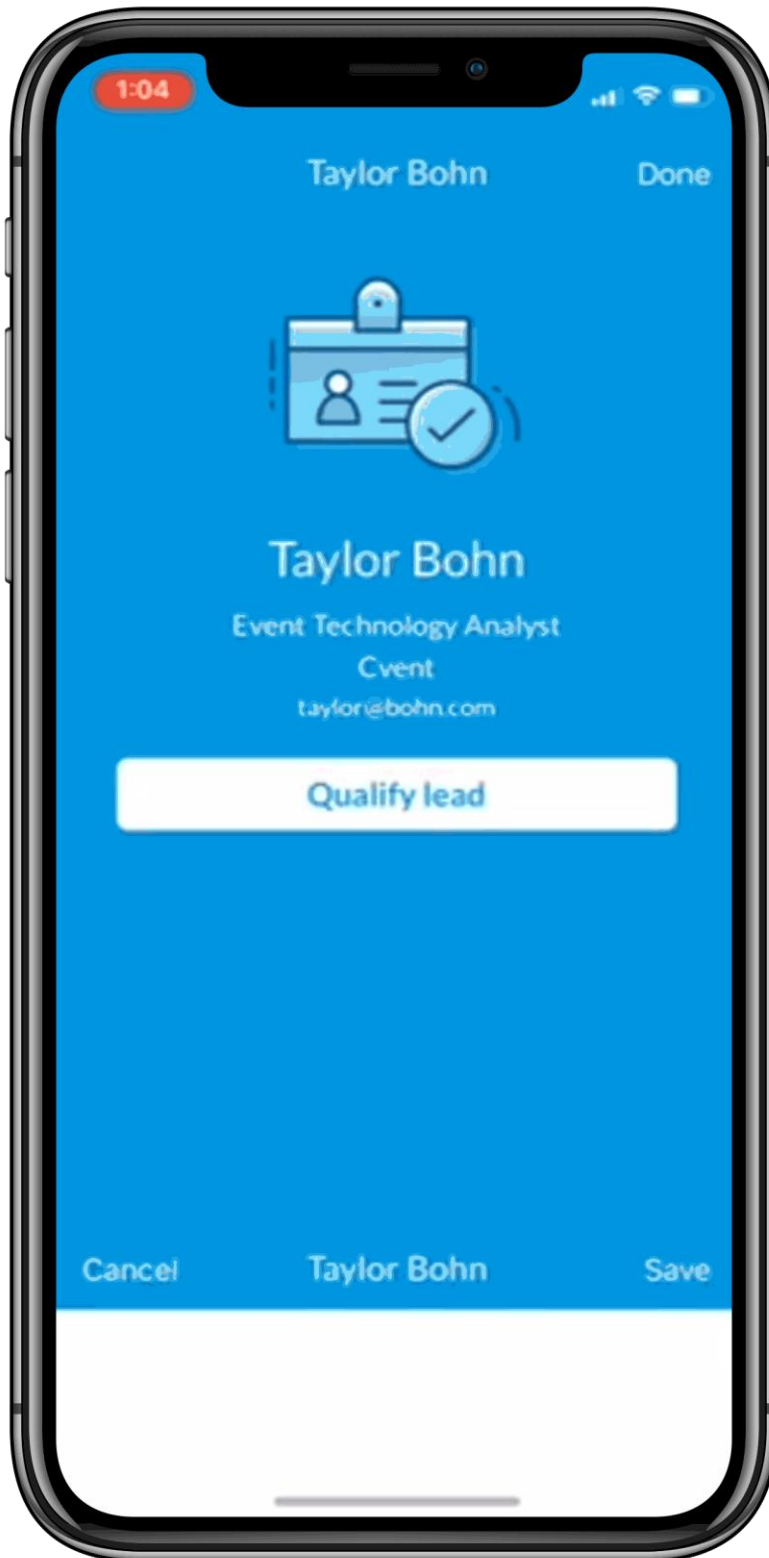 1:04
Taylor Bohn Done
Taylor Bohn
Event Technology Analyst
Cvent
taylor@bohn.com
Qualify lead
Cancel Taylor Bohn Save